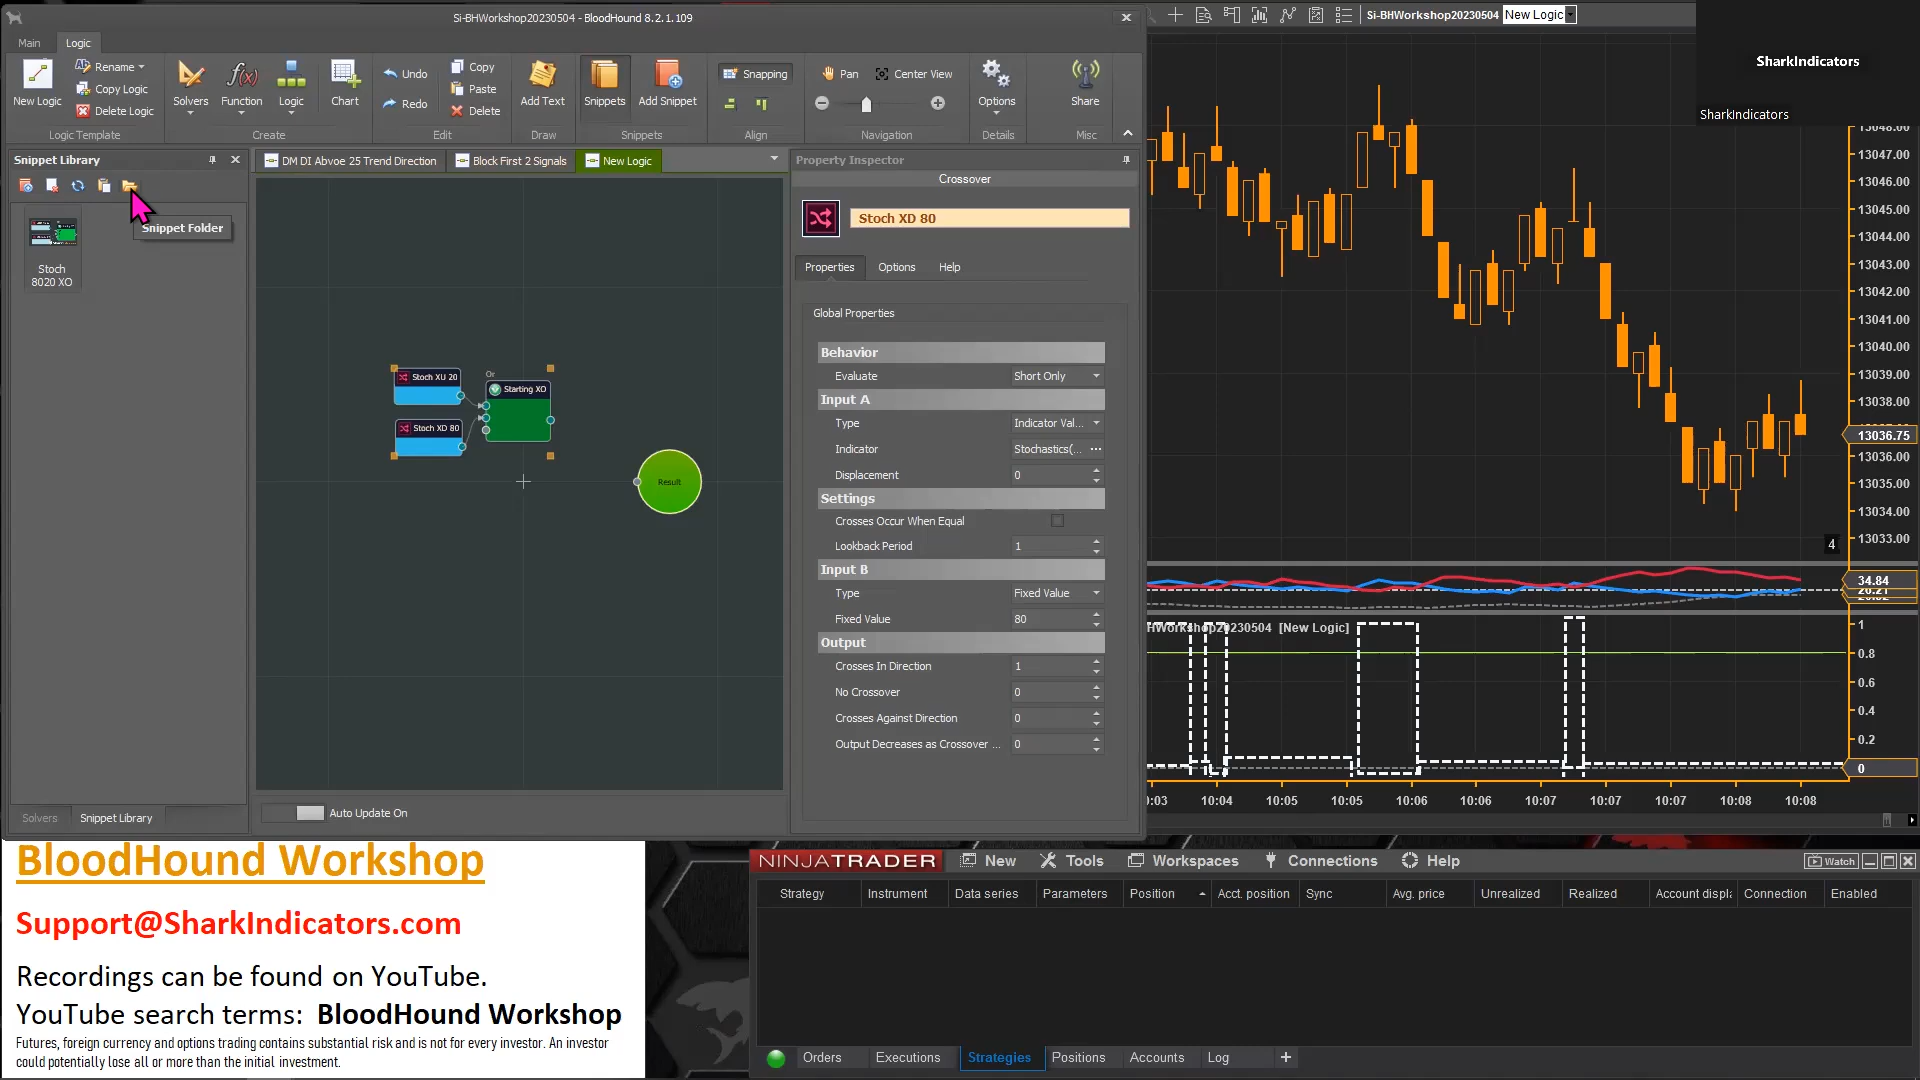 Si-BHWorkshop20230504 - BloodHound 8.2.1.109
Main
Logic
New Logic
Rename
Copy Logic
Delete Logic
Logic Template
Solvers
Function
Logic
Chart
Create
Undo
Redo
Copy
Paste
Delete
Edit
Add Text
Draw
Snippets
Add Snippet
Snippets
Snapping
Align
Pan
Center View
Navigation
Options
Details
Share
Misc
Snippet Library
Snippet Folder
Stoch
8020 XO
Solvers
Snippet Library
DM DI Abvoe 25 Trend Direction
Block First 2 Signals
New Logic
Stoch XU 20
Stoch XD 80
Or
Starting XO
Result
Auto Update On
Property Inspector
Crossover
Stoch XD 80
Properties
Options
Help
Global Properties
Behavior
Evaluate Short Only
Input A
Type Indicator Val...
Indicator Stochastics(... ...
Displacement 0
Settings
Crosses Occur When Equal
Lookback Period 1
Input B
Type Fixed Value
Fixed Value 80
Output
Crosses In Direction 1
No Crossover 0
Crosses Against Direction 0
Output Decreases as Crossover ... 0
Si-BHWorkshop20230504 New Logic
SharkIndicators
SharkIndicators
13048.00
13047.00
13046.00
13045.00
13044.00
13043.00
13042.00
13041.00
13040.00
13039.00
13038.00
13036.75
13036.00
13035.00
13034.00
13033.00
4
34.84
HWorkshop20230504 [New Logic]
1
0.8
0.6
0.4
0.2
0
:03 10:04 10:05 10:05 10:06 10:06 10:07 10:07 10:07 10:08 10:08
BloodHound Workshop
Support@SharkIndicators.com
Recordings can be found on YouTube.
YouTube search terms: BloodHound Workshop
Futures, foreign currency and options trading contains substantial risk and is not for every investor. An investor
could potentially lose all or more than the initial investment.
NINJATRADER New Tools Workspaces Connections Help Watch
Strategy Instrument Data series Parameters Position Acct. position Sync Avg. price Unrealized Realized Account displa Connection Enabled
Orders Executions Strategies Positions Accounts Log +